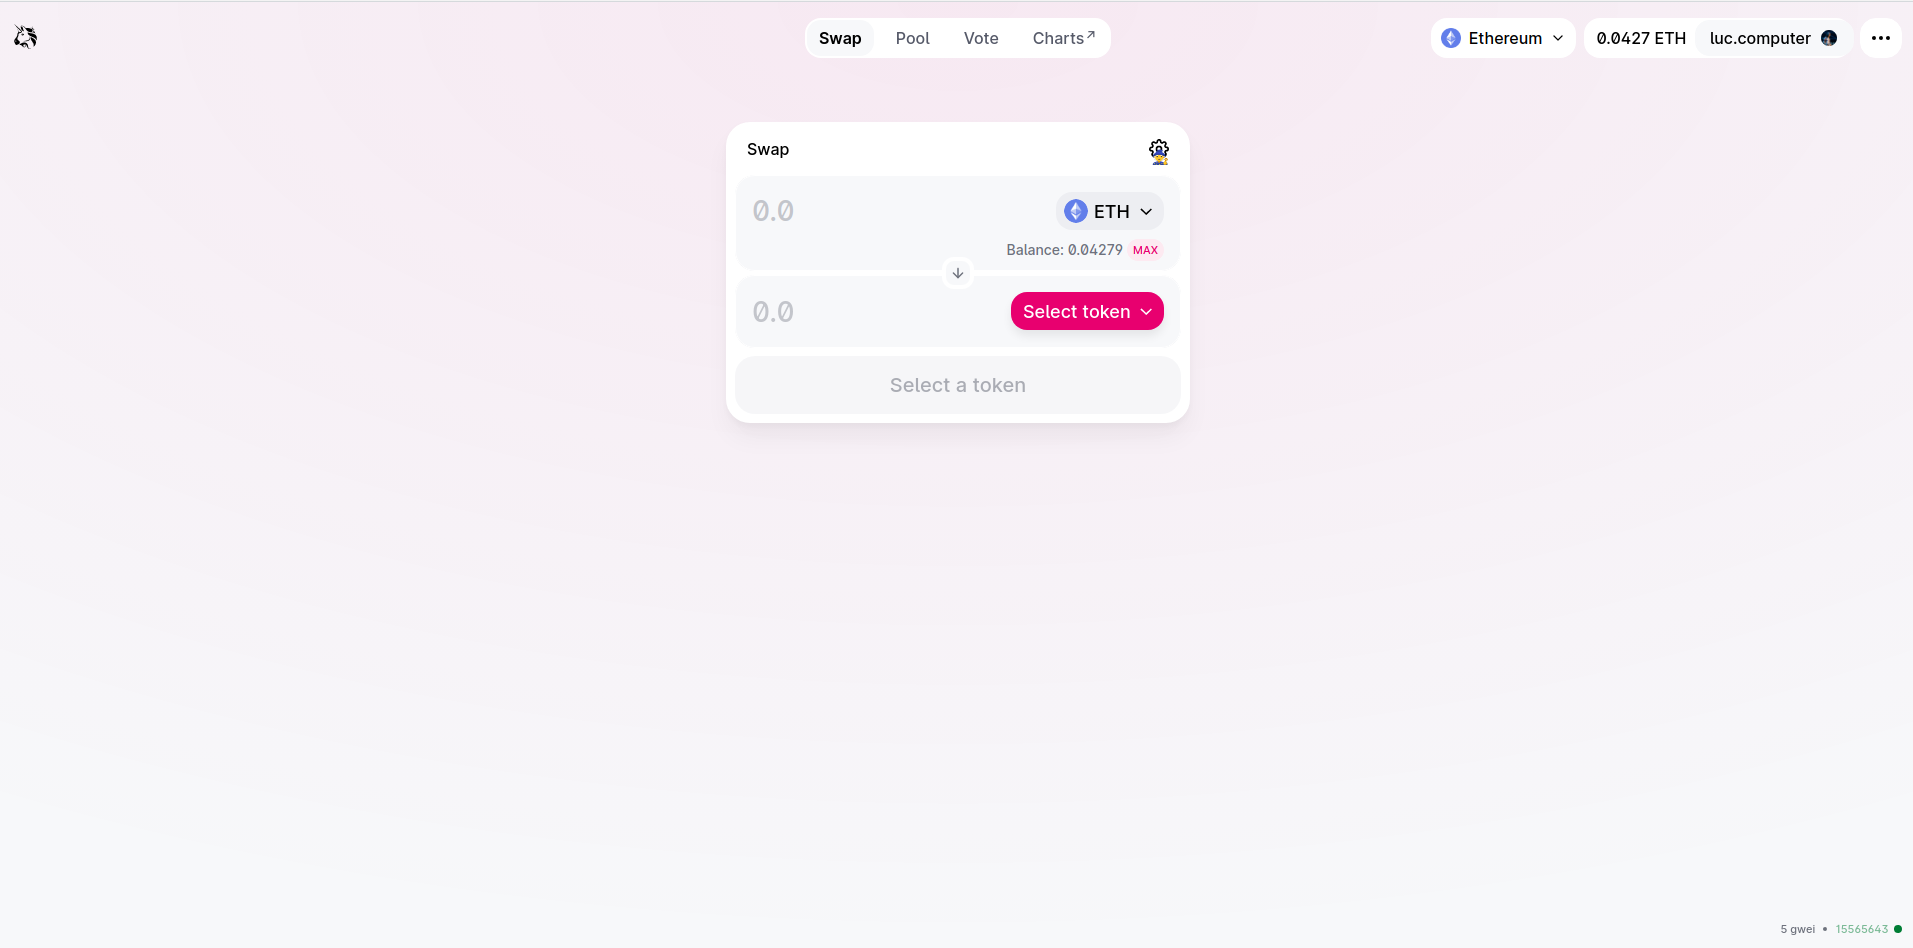 Swap Pool Vote Charts↗ Ethereum 0.0427 ETH luc.computer
Swap
0.0 ETH
Balance: 0.04279 MAX
0.0 Select token
Select a token
5 gwei • 15565643